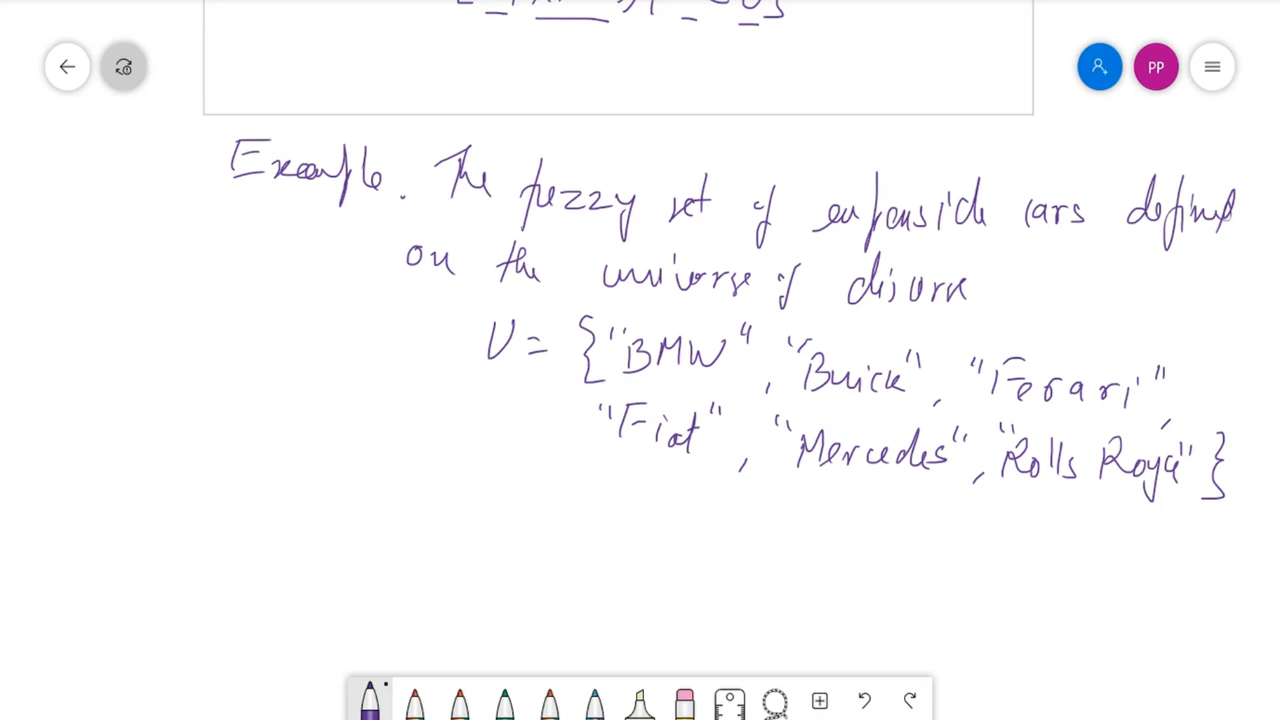 PP
Example. The fuzzy set of expensive cars defined
on the universe of
U = {"BMW", "Buick", "Ferari",
"Fiat", "Mercedes", "Rolls Royce"}